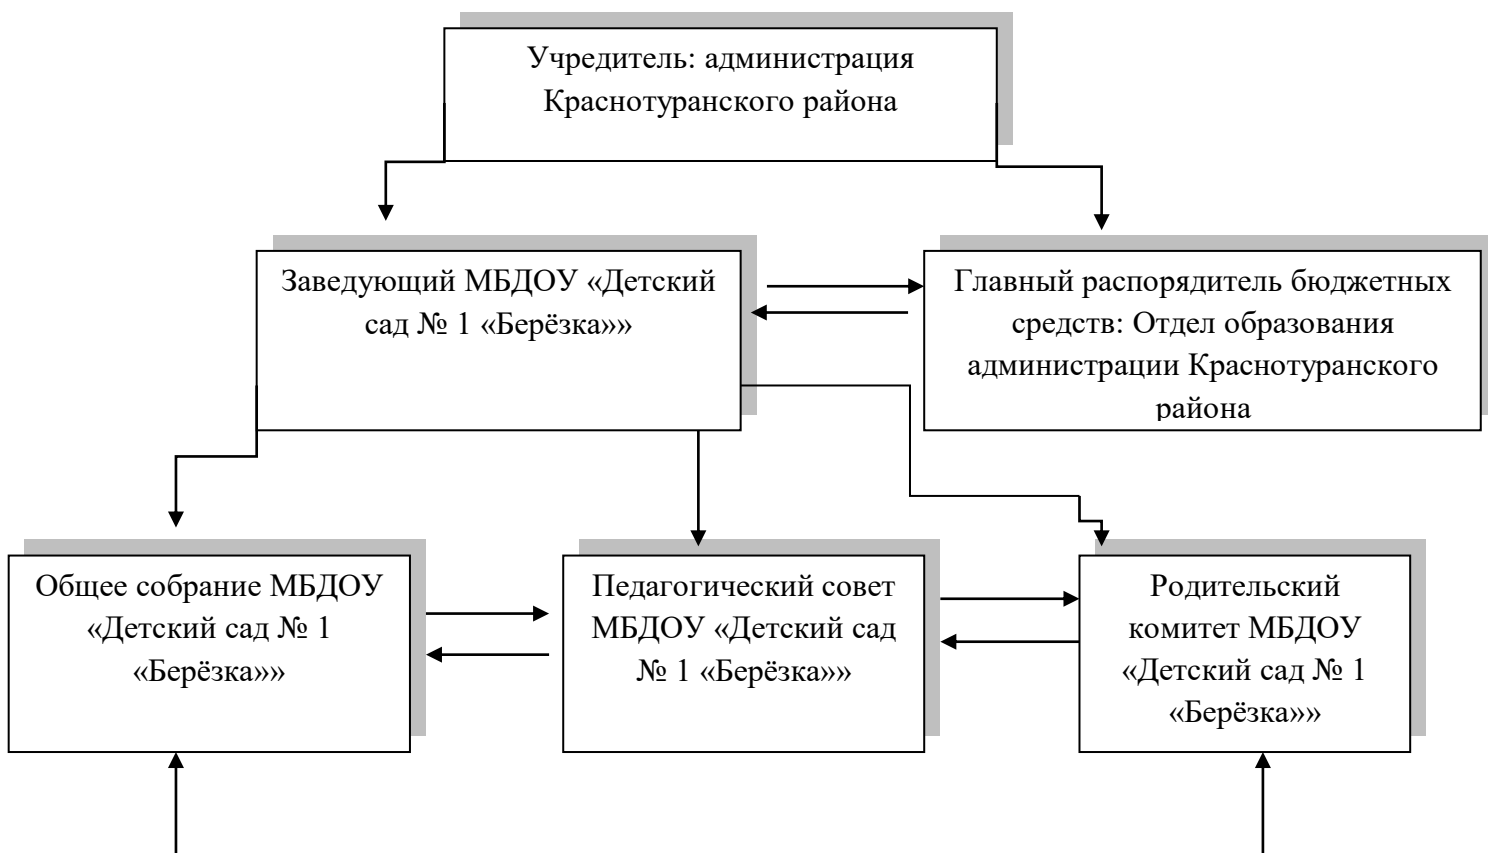 Учредитель: администрация
Краснотуранского района
Заведующий МБДОУ «Детский
сад № 1 «Берёзка»»
Главный распорядитель бюджетных
средств: Отдел образования
администрации Краснотуранского
района
Общее собрание МБДОУ
«Детский сад № 1
«Берёзка»»
Педагогический совет
МБДОУ «Детский сад
№ 1 «Берёзка»»
Родительский
комитет МБДОУ
«Детский сад № 1
«Берёзка»»